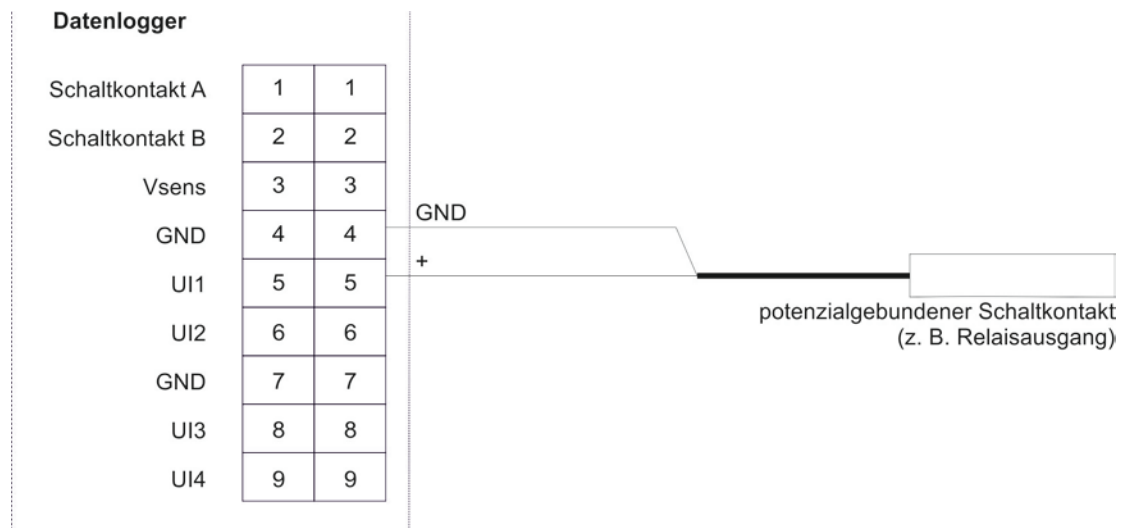 Datenlogger
Schaltkontakt A 1 1
Schaltkontakt B 2 2
Vsens 3 3
GND 4 4 GND
UI1 5 5 +
UI2 6 6
GND 7 7
UI3 8 8
UI4 9 9
potenzialgebundener Schaltkontakt
(z. B. Relaisausgang)